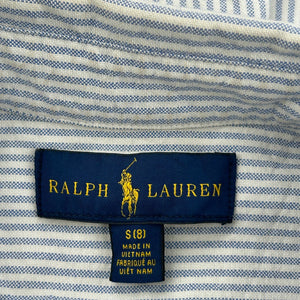 RALPH LAUREN
S(8)
MADE IN
VIETNAM
FABRIQUÉ AU
VIÊT NAM